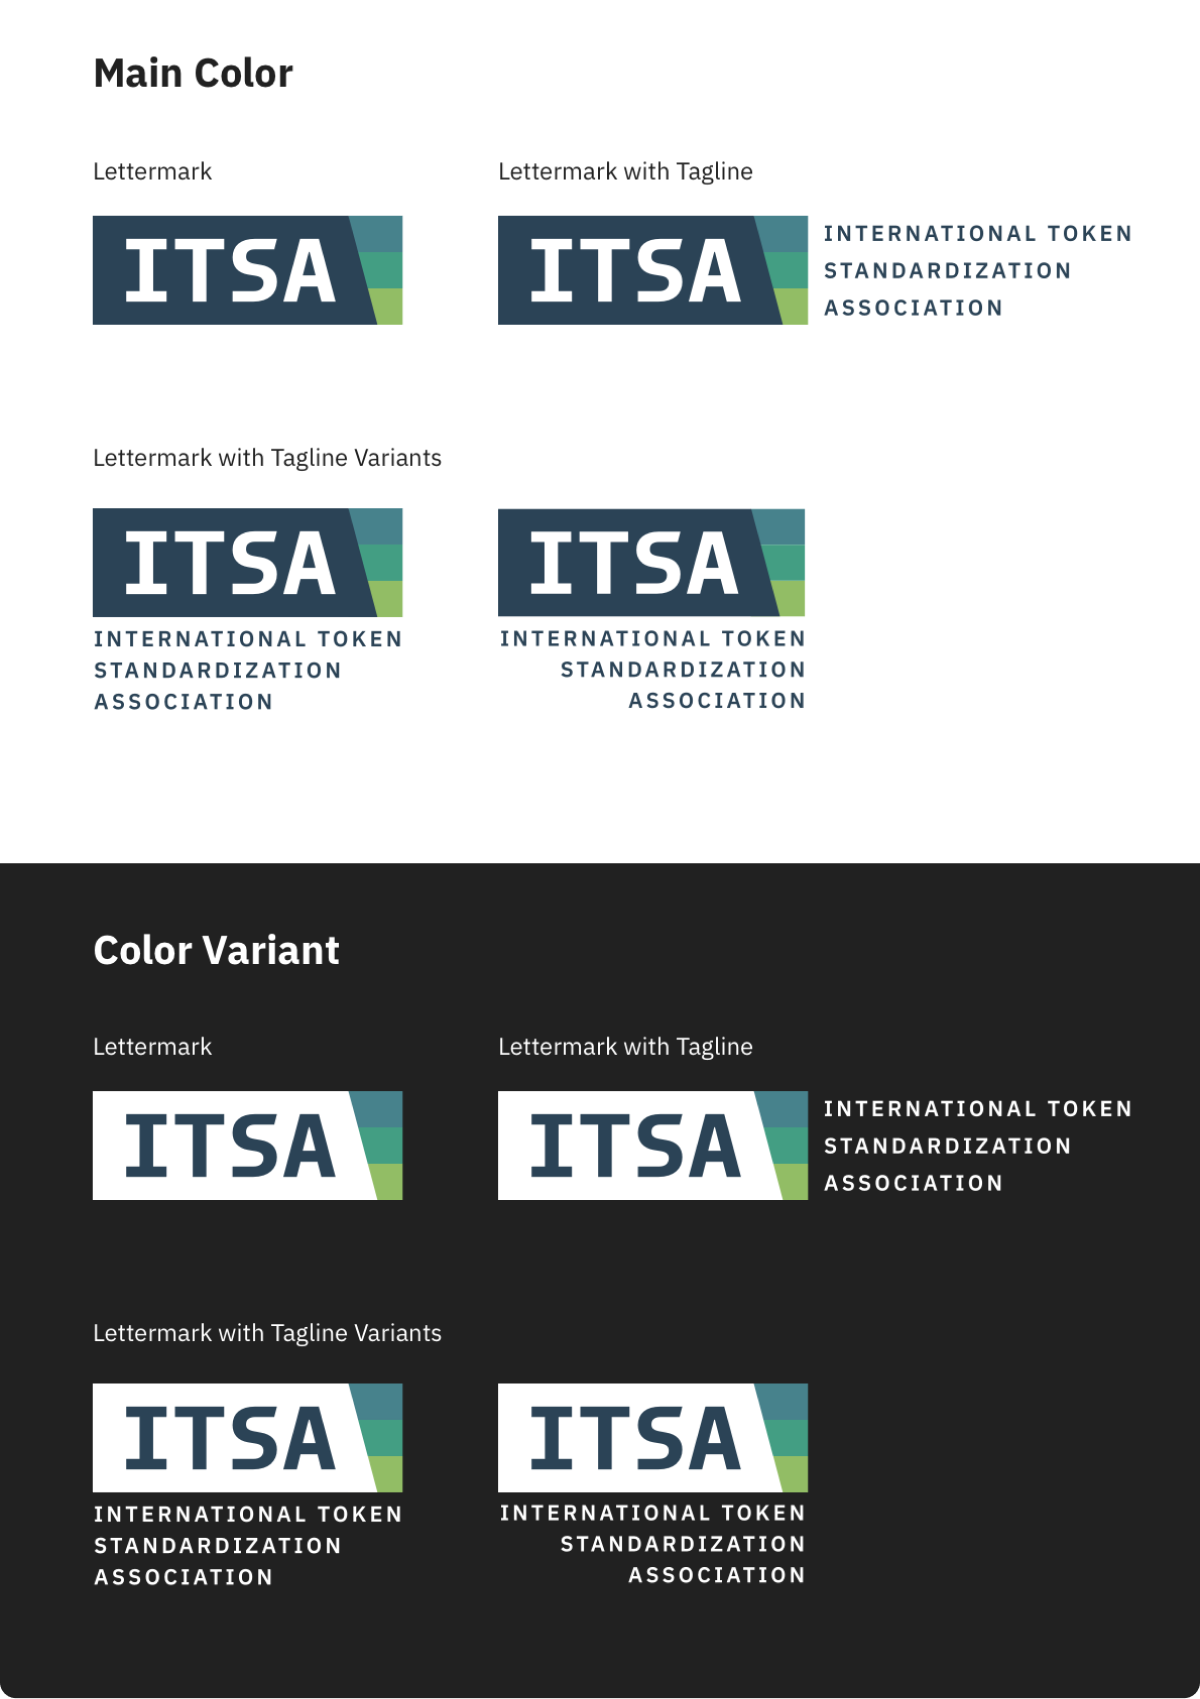 Main Color
Lettermark
Lettermark with Tagline
ITSA
ITSA
INTERNATIONAL TOKEN
STANDARDIZATION
ASSOCIATION
Lettermark with Tagline Variants
ITSA
INTERNATIONAL TOKEN
STANDARDIZATION
ASSOCIATION
ITSA
INTERNATIONAL TOKEN
STANDARDIZATION
ASSOCIATION
Color Variant
Lettermark
Lettermark with Tagline
ITSA
ITSA
INTERNATIONAL TOKEN
STANDARDIZATION
ASSOCIATION
Lettermark with Tagline Variants
ITSA
INTERNATIONAL TOKEN
STANDARDIZATION
ASSOCIATION
ITSA
INTERNATIONAL TOKEN
STANDARDIZATION
ASSOCIATION